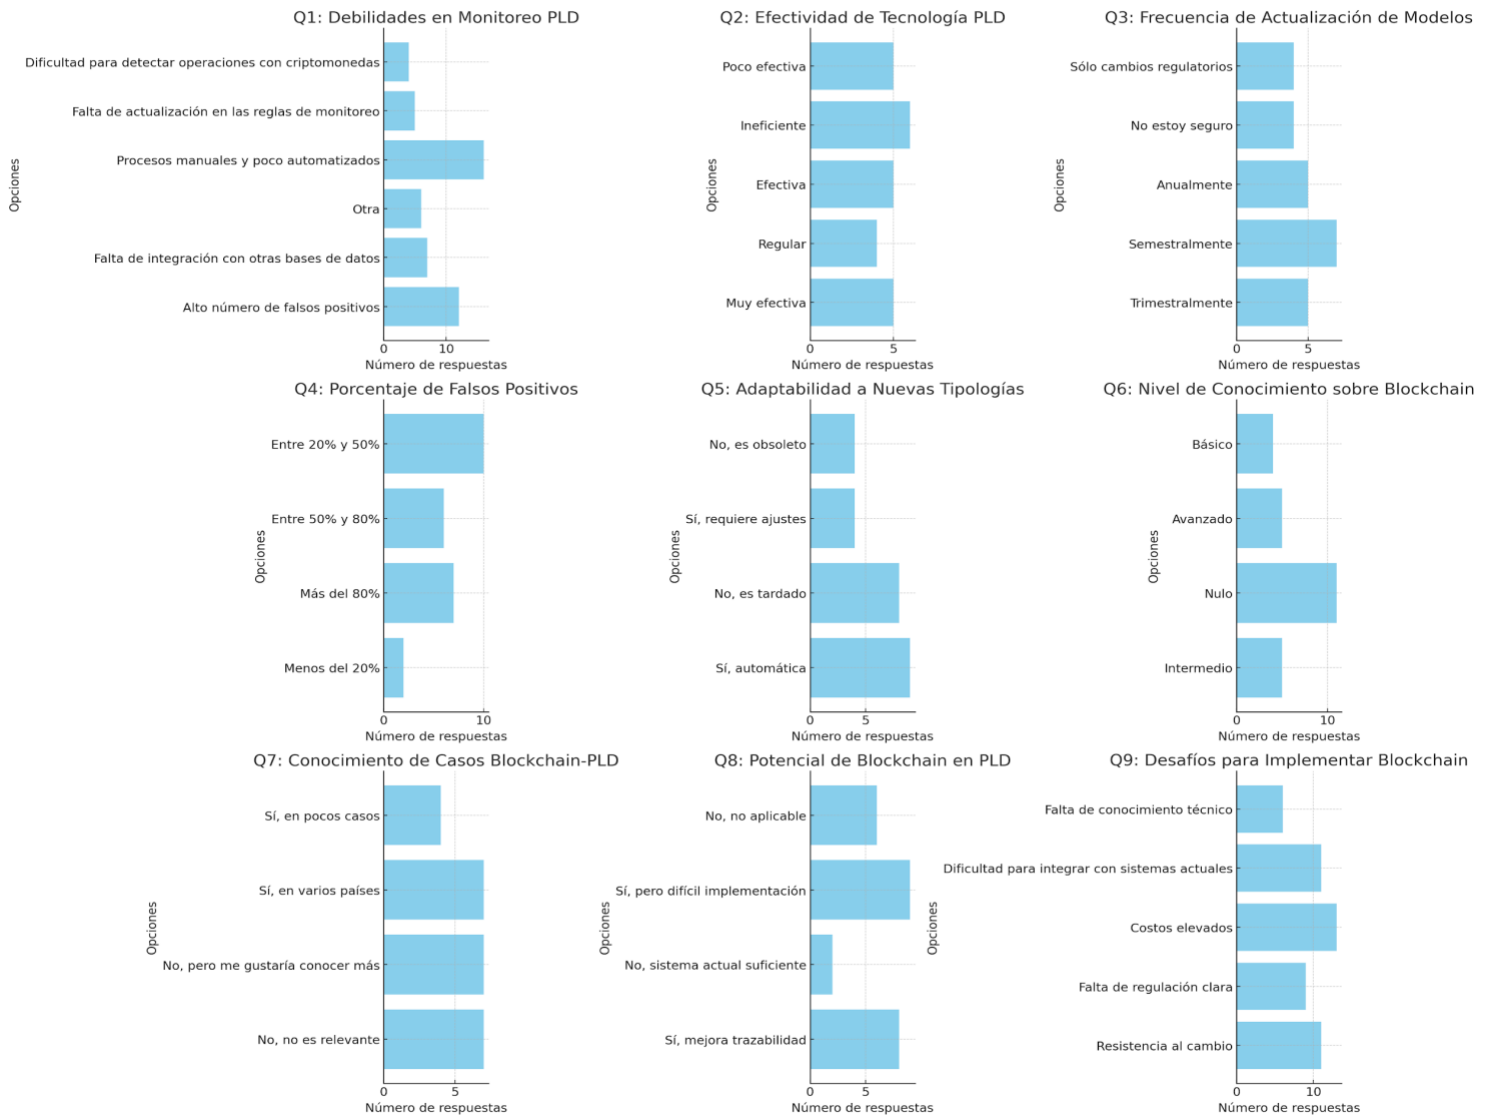 Q1: Debilidades en Monitoreo PLD
Opciones
Dificultad para detectar operaciones con criptomonedas
Falta de actualización en las reglas de monitoreo
Procesos manuales y poco automatizados
Otra
Falta de integración con otras bases de datos
Alto número de falsos positivos
0 10
Número de respuestas
Q2: Efectividad de Tecnología PLD
Opciones
Poco efectiva
Ineficiente
Efectiva
Regular
Muy efectiva
0 5
Número de respuestas
Q3: Frecuencia de Actualización de Modelos
Opciones
Sólo cambios regulatorios
No estoy seguro
Anualmente
Semestralmente
Trimestralmente
0 5
Número de respuestas
Q4: Porcentaje de Falsos Positivos
Opciones
Entre 20% y 50%
Entre 50% y 80%
Más del 80%
Menos del 20%
0 10
Número de respuestas
Q5: Adaptabilidad a Nuevas Tipologías
Opciones
No, es obsoleto
Sí, requiere ajustes
No, es tardado
Sí, automática
0 5
Número de respuestas
Q6: Nivel de Conocimiento sobre Blockchain
Opciones
Básico
Avanzado
Nulo
Intermedio
0 10
Número de respuestas
Q7: Conocimiento de Casos Blockchain-PLD
Opciones
Sí, en pocos casos
Sí, en varios países
No, pero me gustaría conocer más
No, no es relevante
0 5
Número de respuestas
Q8: Potencial de Blockchain en PLD
Opciones
No, no aplicable
Sí, pero difícil implementación
No, sistema actual suficiente
Sí, mejora trazabilidad
0 5
Número de respuestas
Q9: Desafíos para Implementar Blockchain
Opciones
Falta de conocimiento técnico
Dificultad para integrar con sistemas actuales
Costos elevados
Falta de regulación clara
Resistencia al cambio
0 10
Número de respuestas